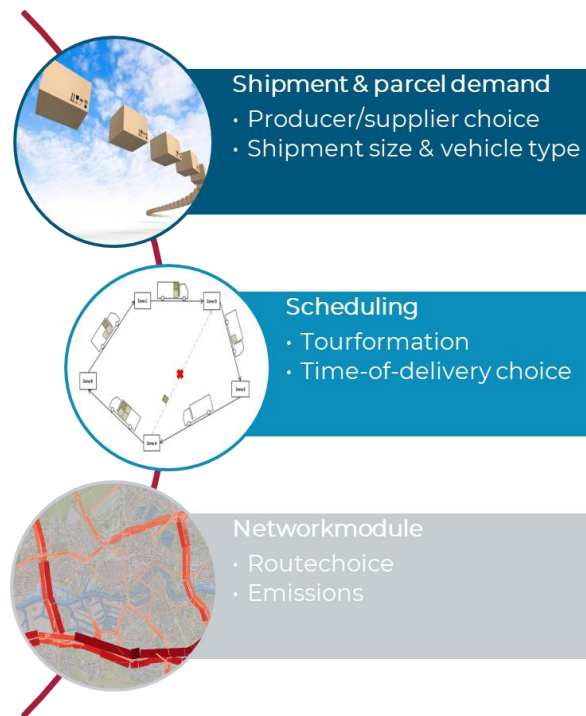 Shipment & parcel demand
• Producer/supplier choice
• Shipment size & vehicle type
Scheduling
• Tourformation
• Time-of-delivery choice
Networkmodule
• Routechoice
• Emissions